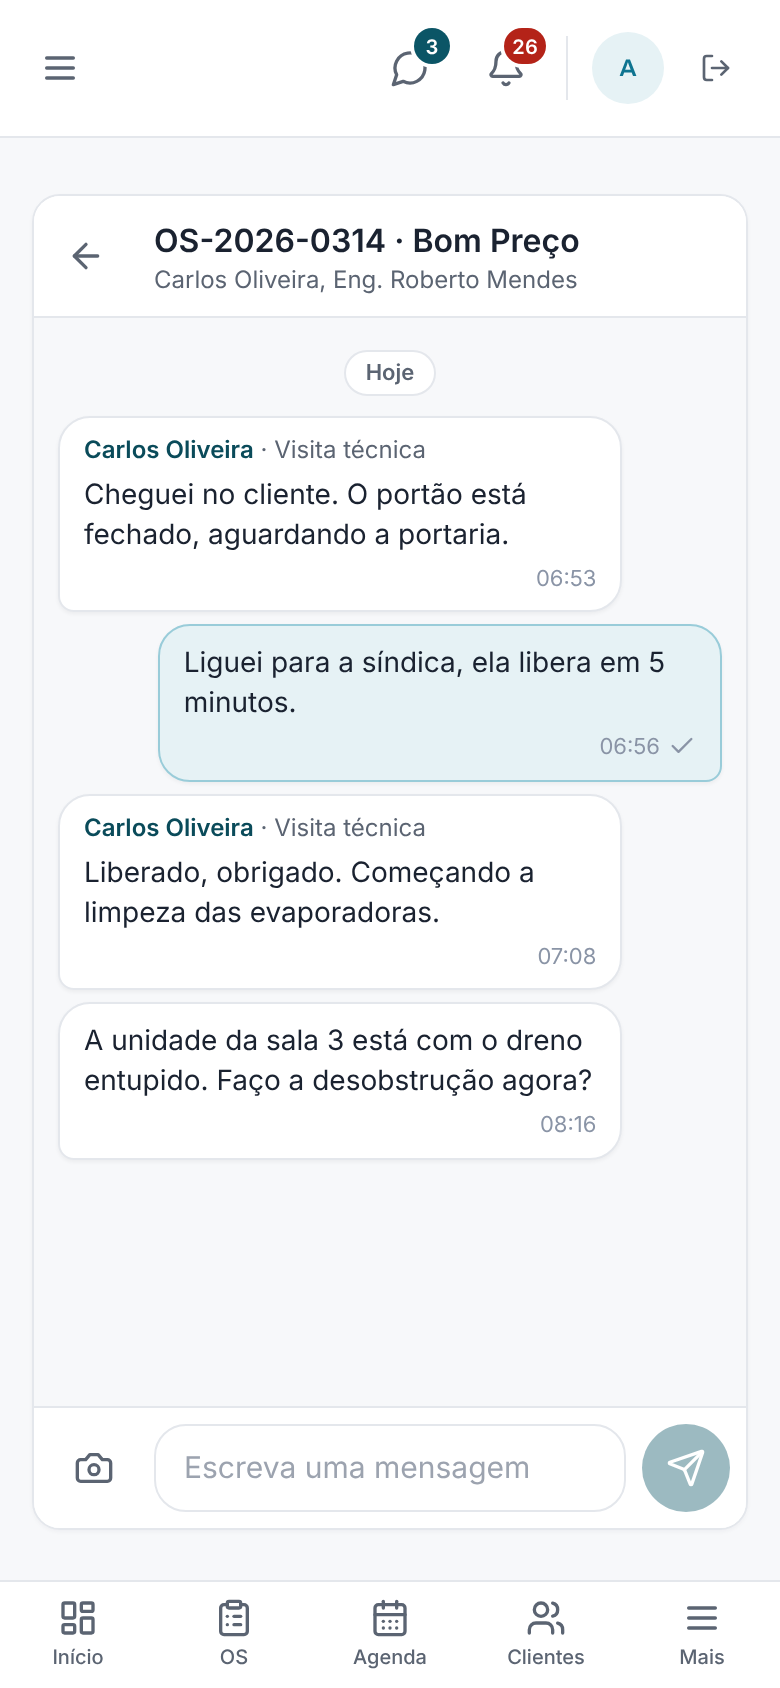 3
26
A
OS-2026-0314 · Bom Preço
Carlos Oliveira, Eng. Roberto Mendes
Hoje
Carlos Oliveira · Visita técnica
Cheguei no cliente. O portão está
fechado, aguardando a portaria.
06:53
Liguei para a síndica, ela libera em 5
minutos.
06:56
Carlos Oliveira · Visita técnica
Liberado, obrigado. Começando a
limpeza das evaporadoras.
07:08
A unidade da sala 3 está com o dreno
entupido. Faço a desobstrução agora?
08:16
Escreva uma mensagem
Início
OS
Agenda
Clientes
Mais